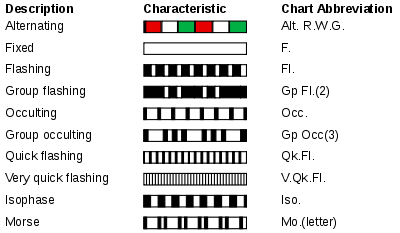 Description Characteristic Chart Abbreviation
Alternating Alt. R.W.G.
Fixed F.
Flashing Fl.
Group flashing Gp Fl.(2)
Occulting Occ.
Group occulting Gp Occ(3)
Quick flashing Qk.Fl.
Very quick flashing V.Qk.Fl.
Isophase Iso.
Morse Mo.(letter)